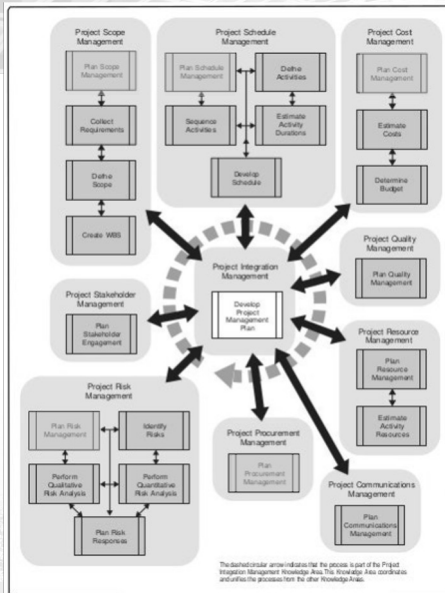 Project Scope
Management
Plan Scope
Management
Collect
Requirements
Define
Scope
Create WBS
Project Schedule
Management
Plan Schedule
Management
Define
Activities
Sequence
Activities
Estimate
Activity
Durations
Develop
Schedule
Project Cost
Management
Plan Cost
Management
Estimate
Costs
Determine
Budget
Project Integration
Management
Develop
Project
Management
Plan
Project Quality
Management
Plan Quality
Management
Project Stakeholder
Management
Plan
Stakeholder
Engagement
Project Resource
Management
Plan
Resource
Management
Estimate
Activity
Resources
Project Risk
Management
Plan Risk
Management
Identify
Risks
Perform
Qualitative
Risk Analysis
Perform
Quantitative
Risk Analysis
Plan Risk
Responses
Project Procurement
Management
Plan
Procurement
Management
Project Communications
Management
Plan
Communications
Management
The dashed circular arrow indicates that the process is part of the Project
Integration Management Knowledge Area. This Knowledge Area coordinates
and unifies the processes from the other Knowledge Areas.